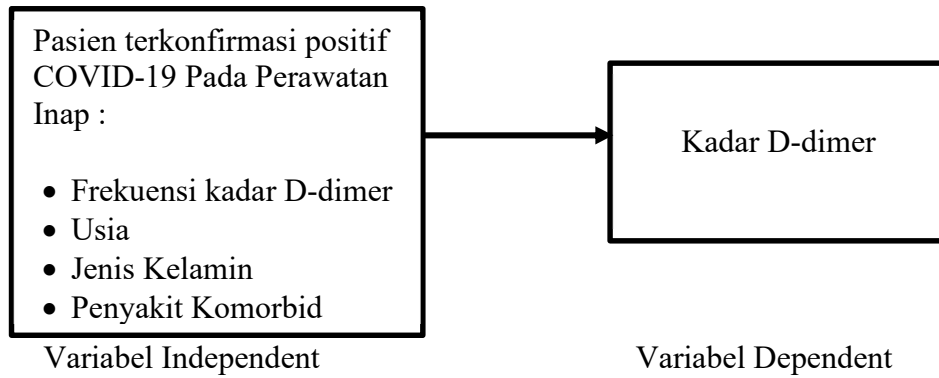 Pasien terkonfirmasi positif
COVID-19 Pada Perawatan
Inap :
• Frekuensi kadar D-dimer
• Usia
• Jenis Kelamin
• Penyakit Komorbid
Variabel Independent
Kadar D-dimer
Variabel Dependent